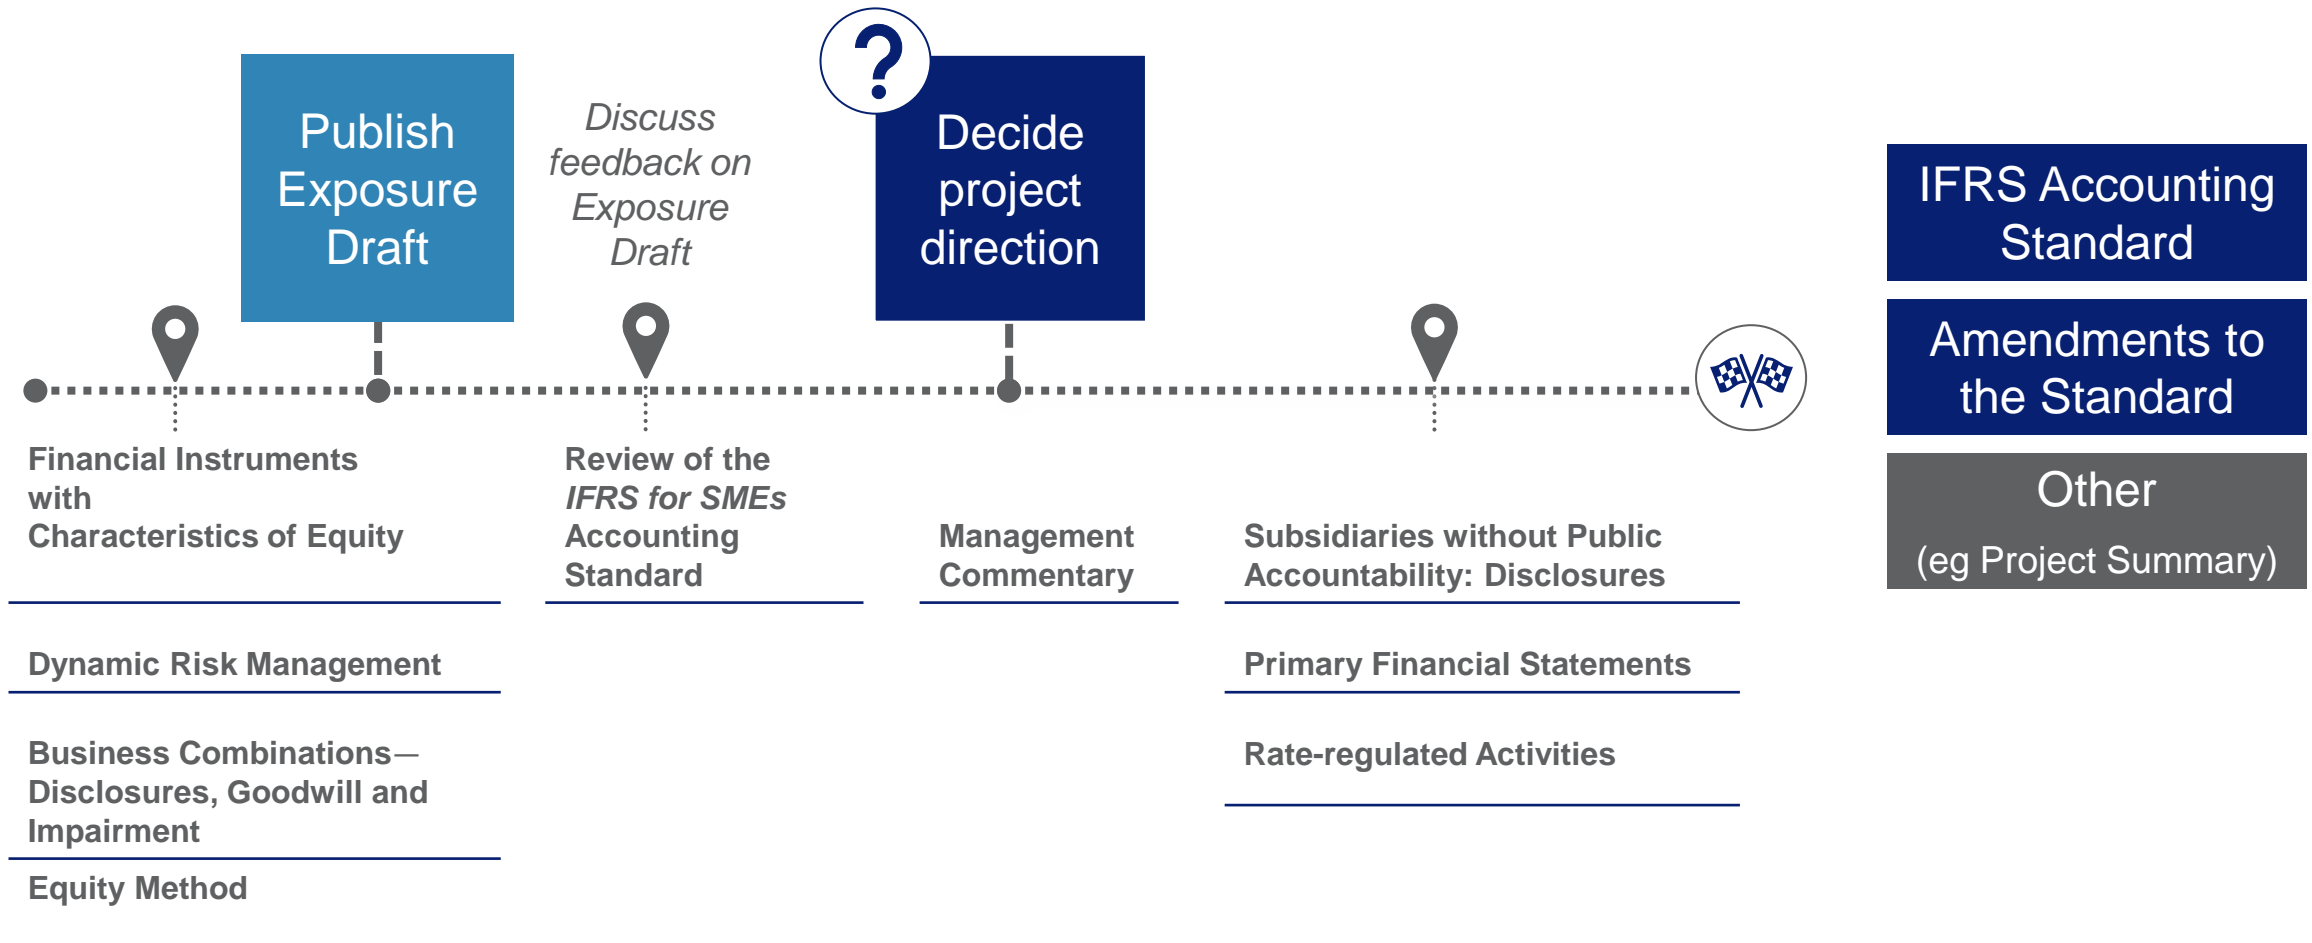 Publish
Exposure
Draft
Discuss
feedback on
Exposure
Draft
?
Decide
project
direction
IFRS Accounting
Standard
Amendments to
the Standard
Other
(eg Project Summary)
Financial Instruments
with
Characteristics of Equity
Dynamic Risk Management
Business Combinations—
Disclosures, Goodwill and
Impairment
Equity Method
Review of the
IFRS for SMEs
Accounting
Standard
Management
Commentary
Subsidiaries without Public
Accountability: Disclosures
Primary Financial Statements
Rate-regulated Activities